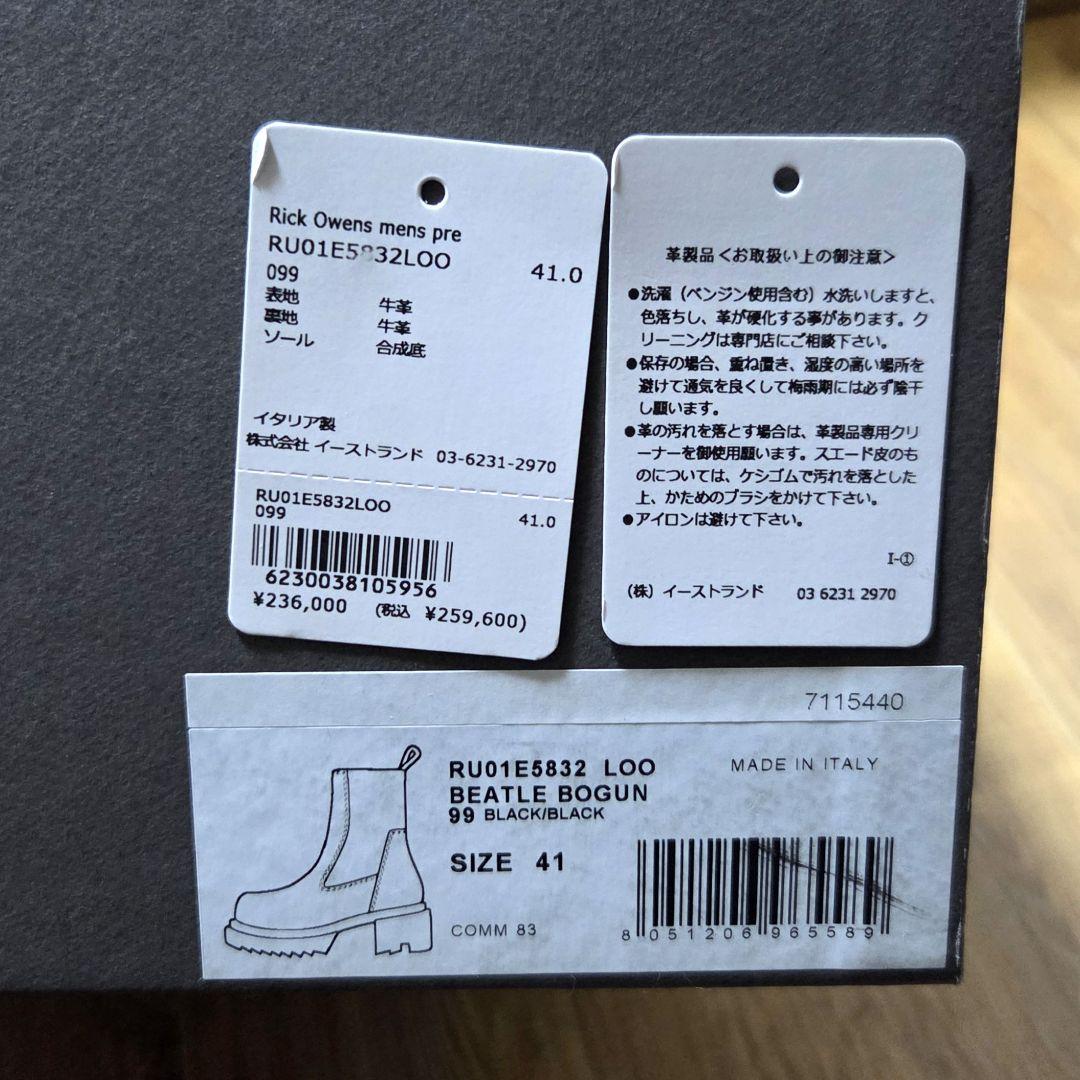 Rick Owens mens pre
RU01E5832LOO 41.0
099
表地 牛革
裏地 牛革
ソール 合成底
イタリア製
株式会社 イーストランド 03-6231-2970
RU01E5832LOO
099 41.0
6230038105956
¥236,000 (税込 ¥259,600)
革製品<お取扱い上の御注意>
●洗濯(ベンジン使用含む)水洗いしますと、
色落ちし、革が硬化する事があります。ク
リーニングは専門店にご相談下さい。
●保存の場合、重ね置き、湿度の高い場所を
避けて通気を良くして梅雨期には必ず陰干
し願います。
●革の汚れを落とす場合は、革製品専用クリ
ーナーを御使用願います。スエード皮のも
のについては、ケシゴムで汚れを落とした
上、かためのブラシをかけて下さい。
●アイロンは避けて下さい。
I-①
(株)イーストランド 03 6231 2970
7115440
RU01E5832 LOO
BEATLE BOGUN
99 BLACK/BLACK
SIZE 41
COMM 83
MADE IN ITALY
8 051206 965589